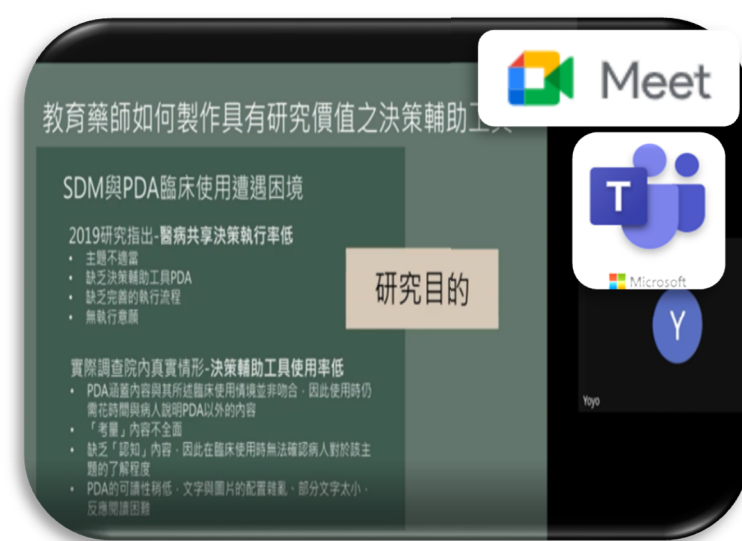 Meet
教育藥師如何製作具有研究價值之決策輔助工具
T
Microsoft
SDM與PDA臨床使用遭遇困境
2019研究指出-醫病共享決策執行率低
• 主題不適當
• 缺乏決策輔助工具PDA
• 缺乏完善的執行流程
• 無執行意願
研究目的
Y
Yoyo
實際調查院內真實情形-決策輔助工具使用率低
• PDA涵蓋內容與其所述臨床使用情境並非吻合，因此使用時仍
需花時間與病人說明PDA以外的內容
• 「考量」內容不全面
• 缺乏「認知」內容，因此在臨床使用時無法確認病人對於該主
題的了解程度
• PDA的可讀性稍低，文字與圖片的配置雜亂、部分文字太小，
反應閱讀困難